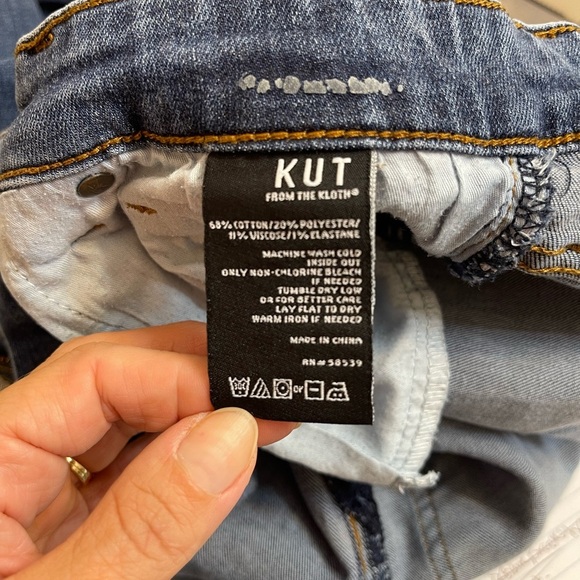 KUT
FROM THE KLOTH®
68% COTTON/20% POLYESTER/
11% VISCOSE/1% ELASTANE
MACHINE WASH COLD
INSIDE OUT
ONLY NON-CHLORINE BLEACH
IF NEEDED
TUMBLE DRY LOW
OR FOR BETTER CARE
LAY FLAT TO DRY
WARM IRON IF NEEDED
MADE IN CHINA
RN# 58539
or